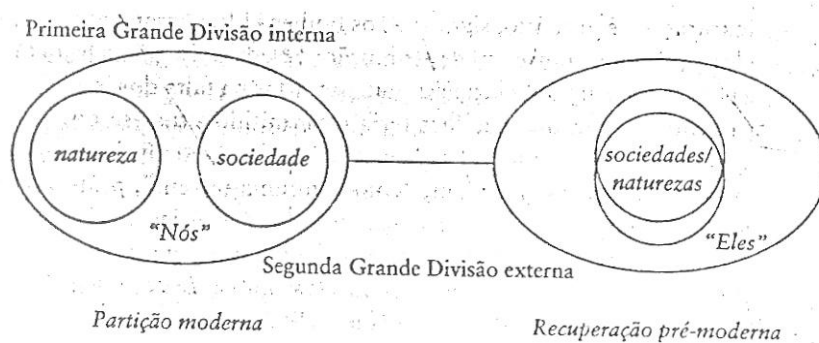 Primeira Grande Divisão interna
natureza
sociedade
sociedades/
naturezas
“Nós”
“Eles”
Segunda Grande Divisão externa
Partição moderna
Recuperação pré-moderna